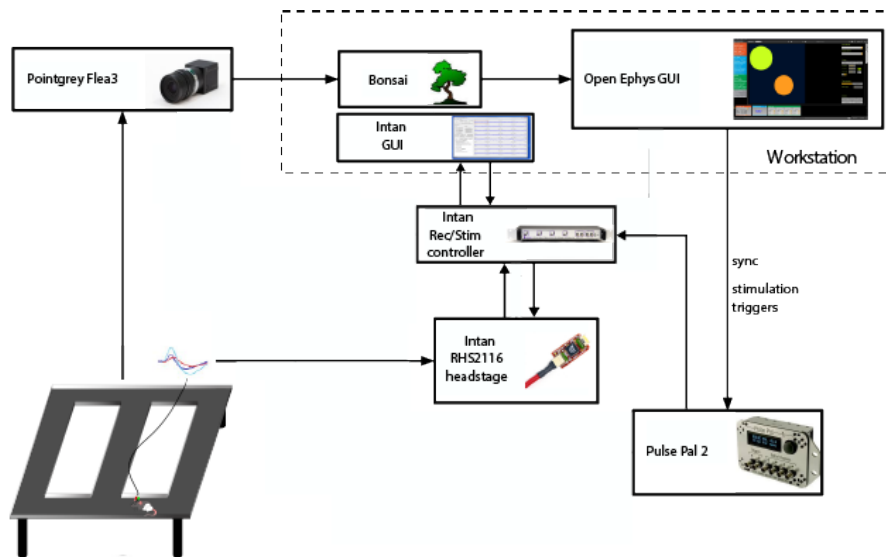 Pointgrey Flea3
Bonsai
Open Ephys GUI
Intan
GUI
Workstation
Intan
Rec/Stim
controller
sync
stimulation
triggers
Intan
RHS2116
headstage
Pulse Pal 2